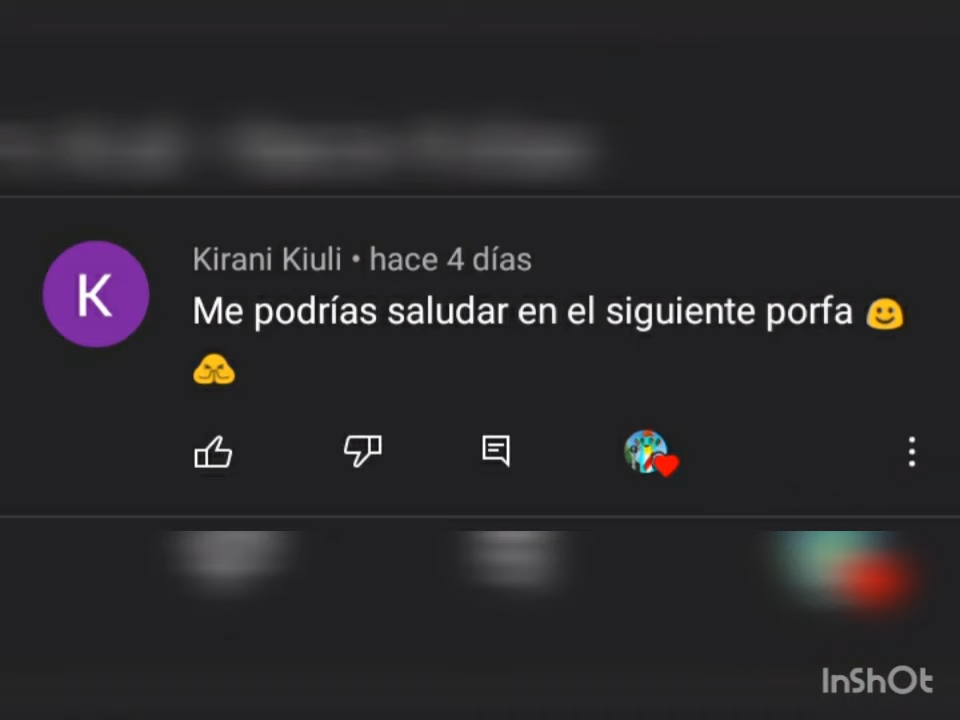 K
Kirani Kiuli • hace 4 días
Me podrías saludar en el siguiente porfa 🙂
🙏
InShOt